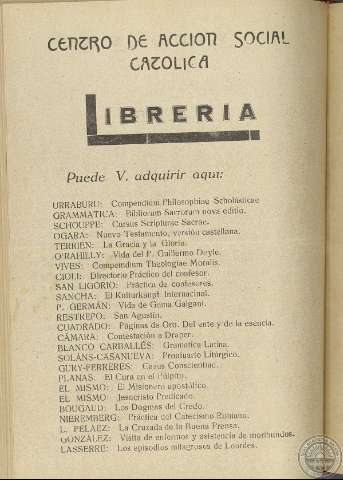 CENTRO DE ACCION SOCIAL
CATOLICA
LIBRERIA
Puede V. adquirir aqui:
URRABURU: Compendium Philosophiae Scholasticae
GRAMMATICA: Bibliorum Sacrorum nova editio.
SCHOUPPE: Cursus Scripturae Sacrae.
OGARA: Nuevo Testamento, versión castellana.
TERRIEN: La Gracia y la Gloria.
O'RAHILLY: Vida del P. Guillermo Doyle.
VIVES: Compendium Theologiae Moralis.
CIOLI: Directorio Práctico del confesor.
SAN LIGORIO: Práctica de confesores.
SANCHA: El Kulturkampf Internacinal.
P. GERMÁN: Vida de Gema Galgani.
RESTREPO: San Agustín.
CUADRADO: Páginas de Oro. Del ente y de la esencia.
CÁMARA: Contestación a Draper.
BLANCO CARBALLÉS: Gramatica Latina.
SOLÁNS-CASANUEVA: Prontuario Litúrgico.
GURY-FERRERES: Casus Conscientiae.
PLANAS: El Cura en el Púlpito.
EL MISMO: El Misionero apostólico.
EL MISMO: Jesucristo Predicado.
BOUGAUD: Los Dogmas del Credo.
NIEREMBERG: Práctica del Catecismo Romano.
L. PELAEZ: La Cruzada de la Buena Prensa.
GONZALEZ: Visita de enfermos y asistencia de moribundos.
LASSERRE: Los episodios milagrosos de Lourdes.